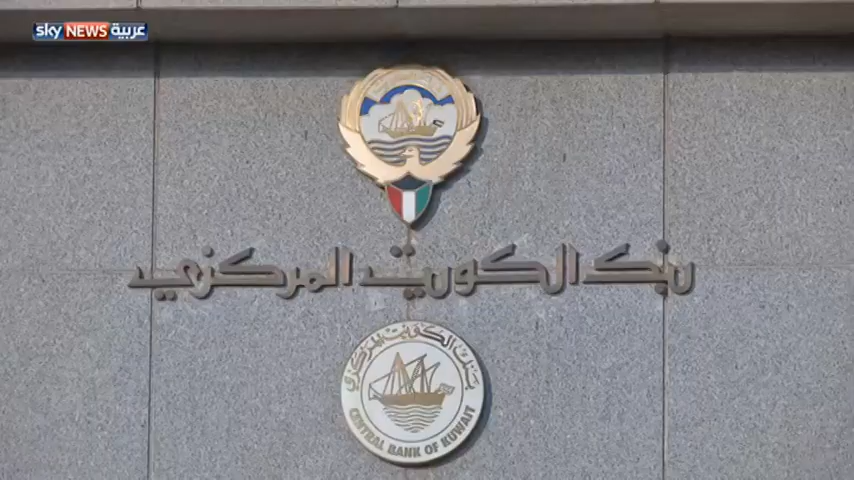 sky NEWS عربية
بنك الكويت المركزي
بنك الكويت المركزي
CENTRAL BANK OF KUWAIT